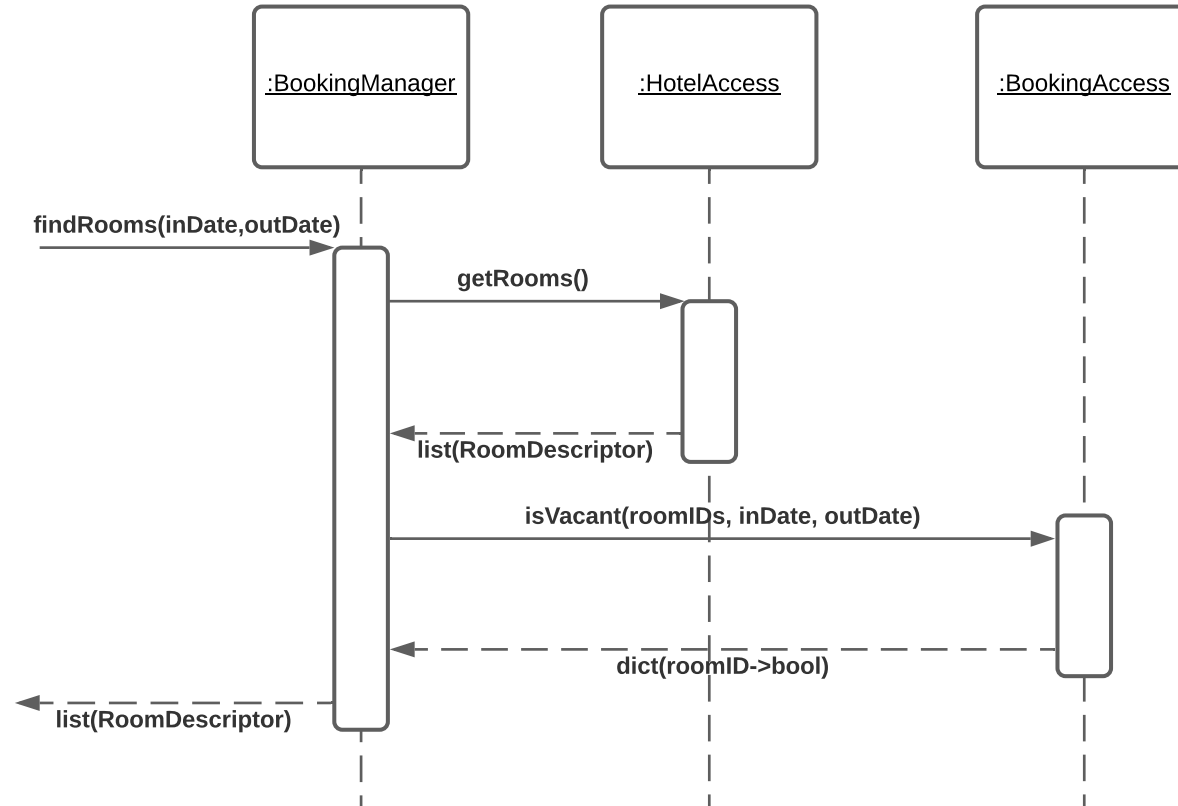 :BookingManager
:HotelAccess
:BookingAccess
findRooms(inDate,outDate)
getRooms()
list(RoomDescriptor)
isVacant(roomIDs, inDate, outDate)
dict(roomID->bool)
list(RoomDescriptor)